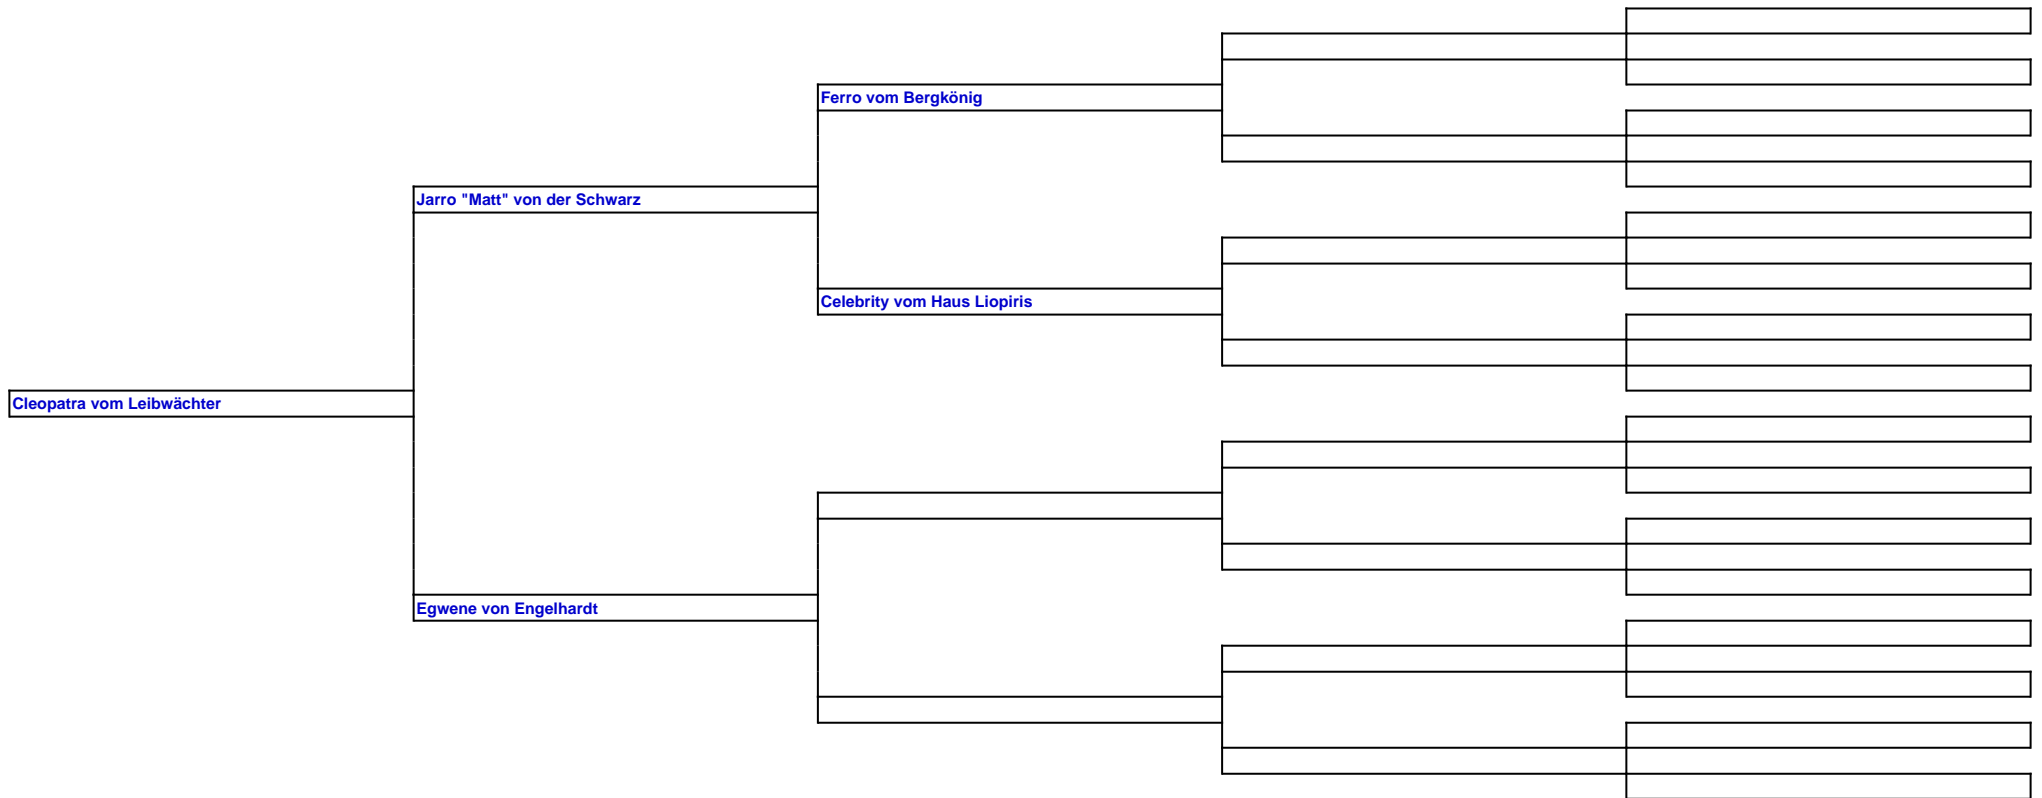 Ferro vom Bergkönig
Jarro "Matt" von der Schwarz
Celebrity vom Haus Liopiris
Cleopatra vom Leibwächter
Egwene von Engelhardt